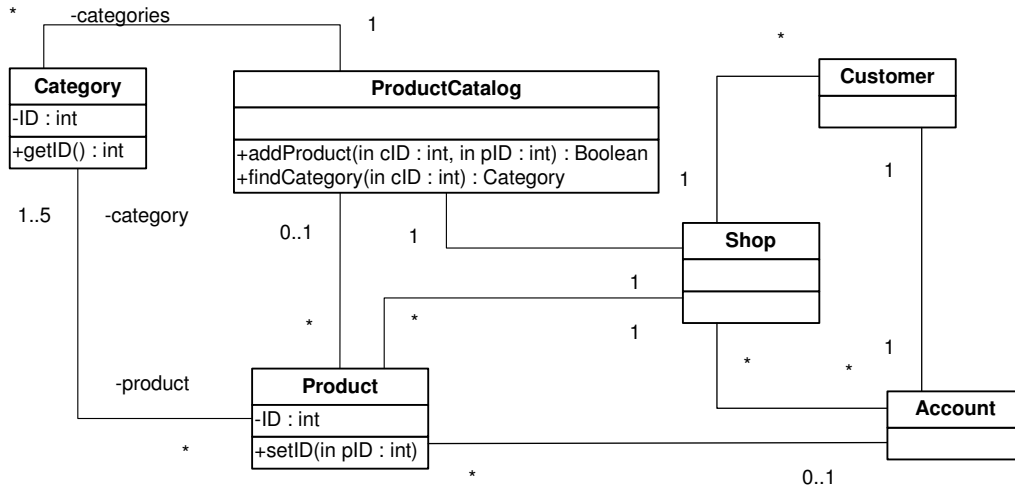 * -categories 1
*
Category
-ID : int
+getID() : int
ProductCatalog
+addProduct(in cID : int, in pID : int) : Boolean
+findCategory(in cID : int) : Category
Customer
1..5 -category
0..1
1
1
1
Shop
1
*
*
1
*
*
1
-product
*
Product
-ID : int
+setID(in pID : int)
Account
*
0..1